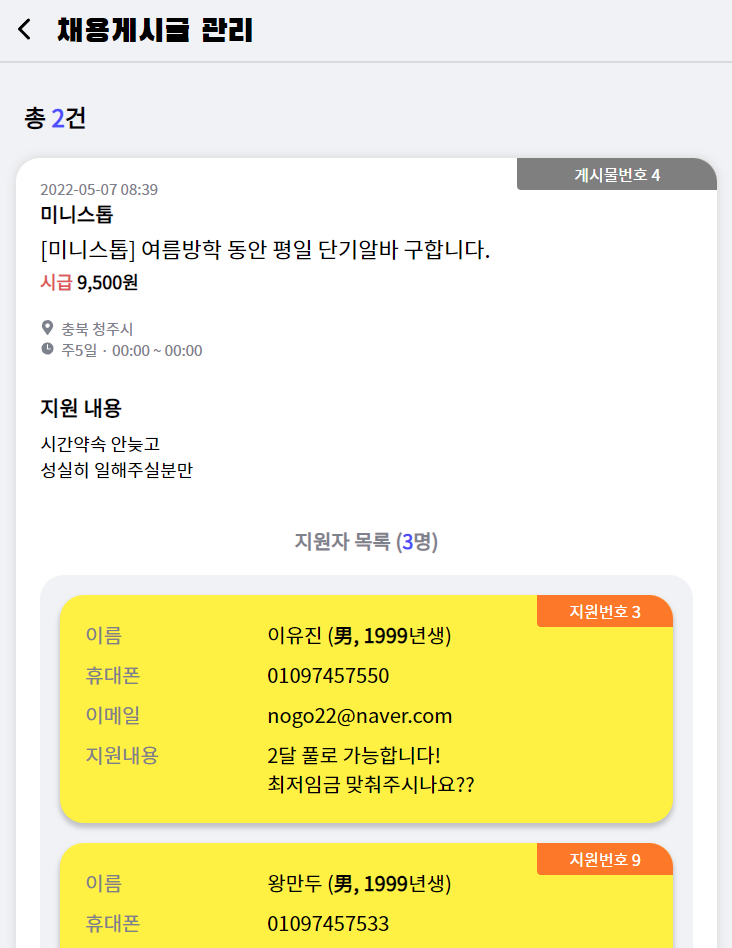 채용게시글 관리
총 2건
게시물번호 4
2022-05-07 08:39
미니스톱
[미니스톱] 여름방학 동안 평일 단기알바 구합니다.
시급 9,500원
충북 청주시
주5일 · 00:00 ~ 00:00
지원 내용
시간약속 안늦고
성실히 일해주실분만
지원자 목록 (3명)
지원번호 3
이름 이유진 (男, 1999년생)
휴대폰 01097457550
이메일 nogo22@naver.com
지원내용 2달 풀로 가능합니다!
최저임금 맞춰주시나요??
지원번호 9
이름 왕만두 (男, 1999년생)
휴대폰 01097457533